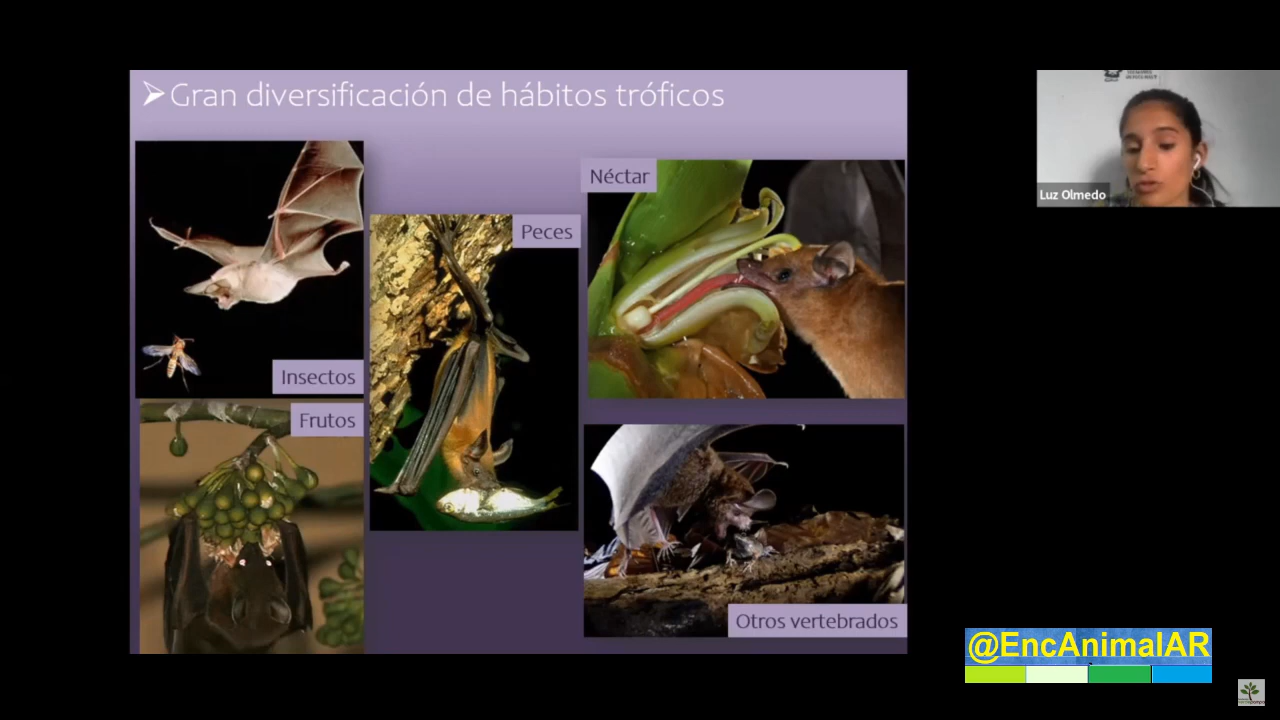 ➢Gran diversificación de hábitos tróficos
Insectos
Peces
Néctar
Frutos
Otros vertebrados
Luz Olmedo
@EncAnimalAR